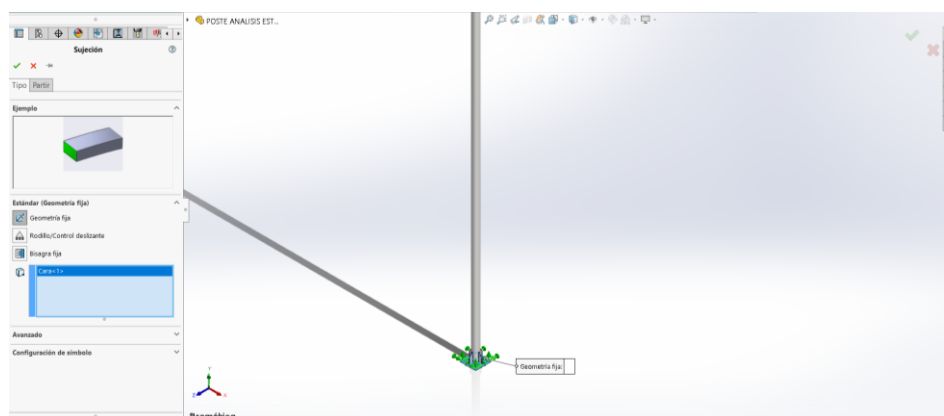 POSTE ANALISIS EST...
Sujeción
Tipo Partir
Ejemplo
Estándar (Geometría fija)
Geometría fija
Rodillo/Control deslizante
Bisagra fija
Cara<1>
Avanzado
Configuración de símbolo
Geometría fija:
Y
Z
X